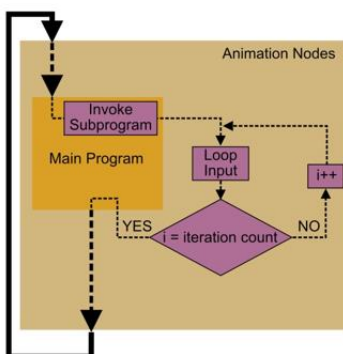 Animation Nodes
Invoke
Subprogram
Main Program
Loop
Input
i++
YES
NO
i = iteration count